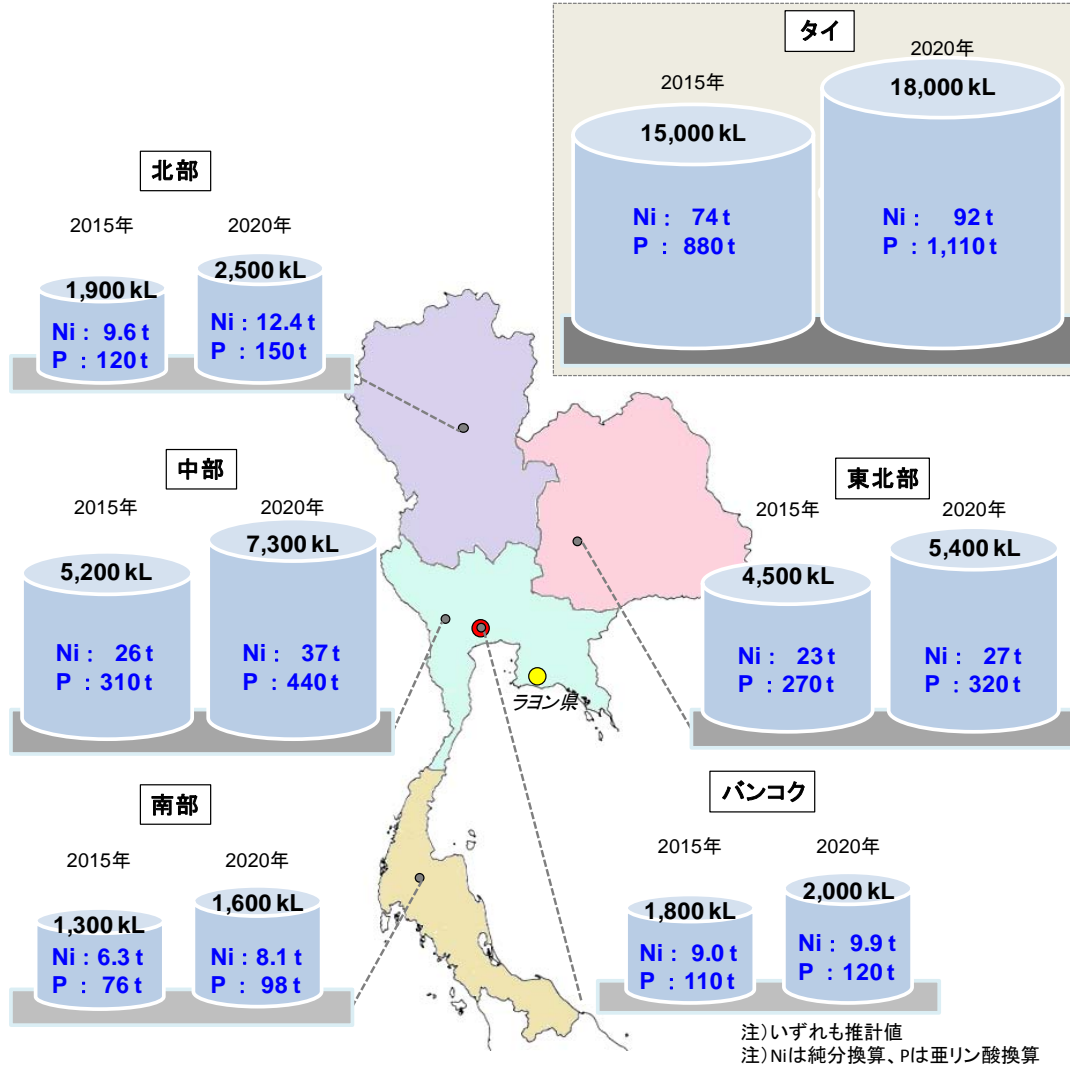 タイ
2015年
2020年
15,000 kL
18,000 kL
Ni : 74 t
P : 880 t
Ni : 92 t
P : 1,110 t
北部
2015年
2020年
1,900 kL
2,500 kL
Ni : 9.6 t
P : 120 t
Ni : 12.4 t
P : 150 t
中部
2015年
2020年
5,200 kL
7,300 kL
Ni : 26 t
P : 310 t
Ni : 37 t
P : 440 t
東北部
2015年
2020年
4,500 kL
5,400 kL
Ni : 23 t
P : 270 t
Ni : 27 t
P : 320 t
ラヨン県
南部
2015年
2020年
1,300 kL
1,600 kL
Ni : 6.3 t
P : 76 t
Ni : 8.1 t
P : 98 t
バンコク
2015年
2020年
1,800 kL
2,000 kL
Ni : 9.0 t
P : 110 t
Ni : 9.9 t
P : 120 t
注)いずれも推計値
注)Niは純分換算、Pは亜リン酸換算